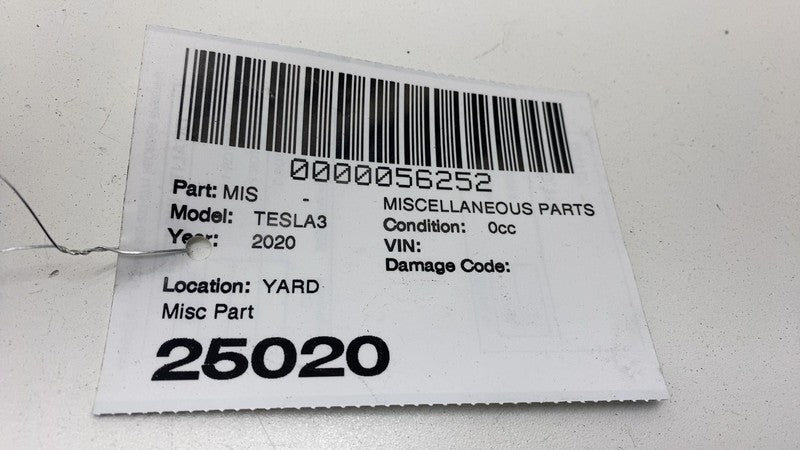 0000056252
Part: MIS - MISCELLANEOUS PARTS
Model: TESLA3 Condition: 0cc
Year: 2020 VIN:
Damage Code:
Location: YARD
Misc Part
25020